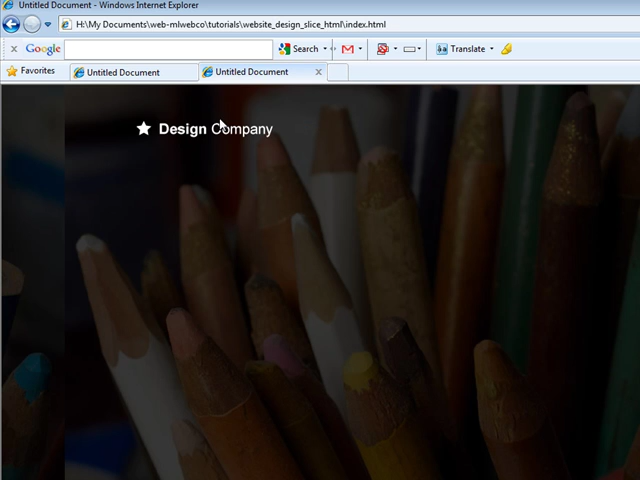 Untitled Document - Windows Internet Explorer
H:\My Documents\web-mlwebco\tutorials\website_design_slice_html\index.html
Google Search Translate
Favorites Untitled Document Untitled Document
Design Company